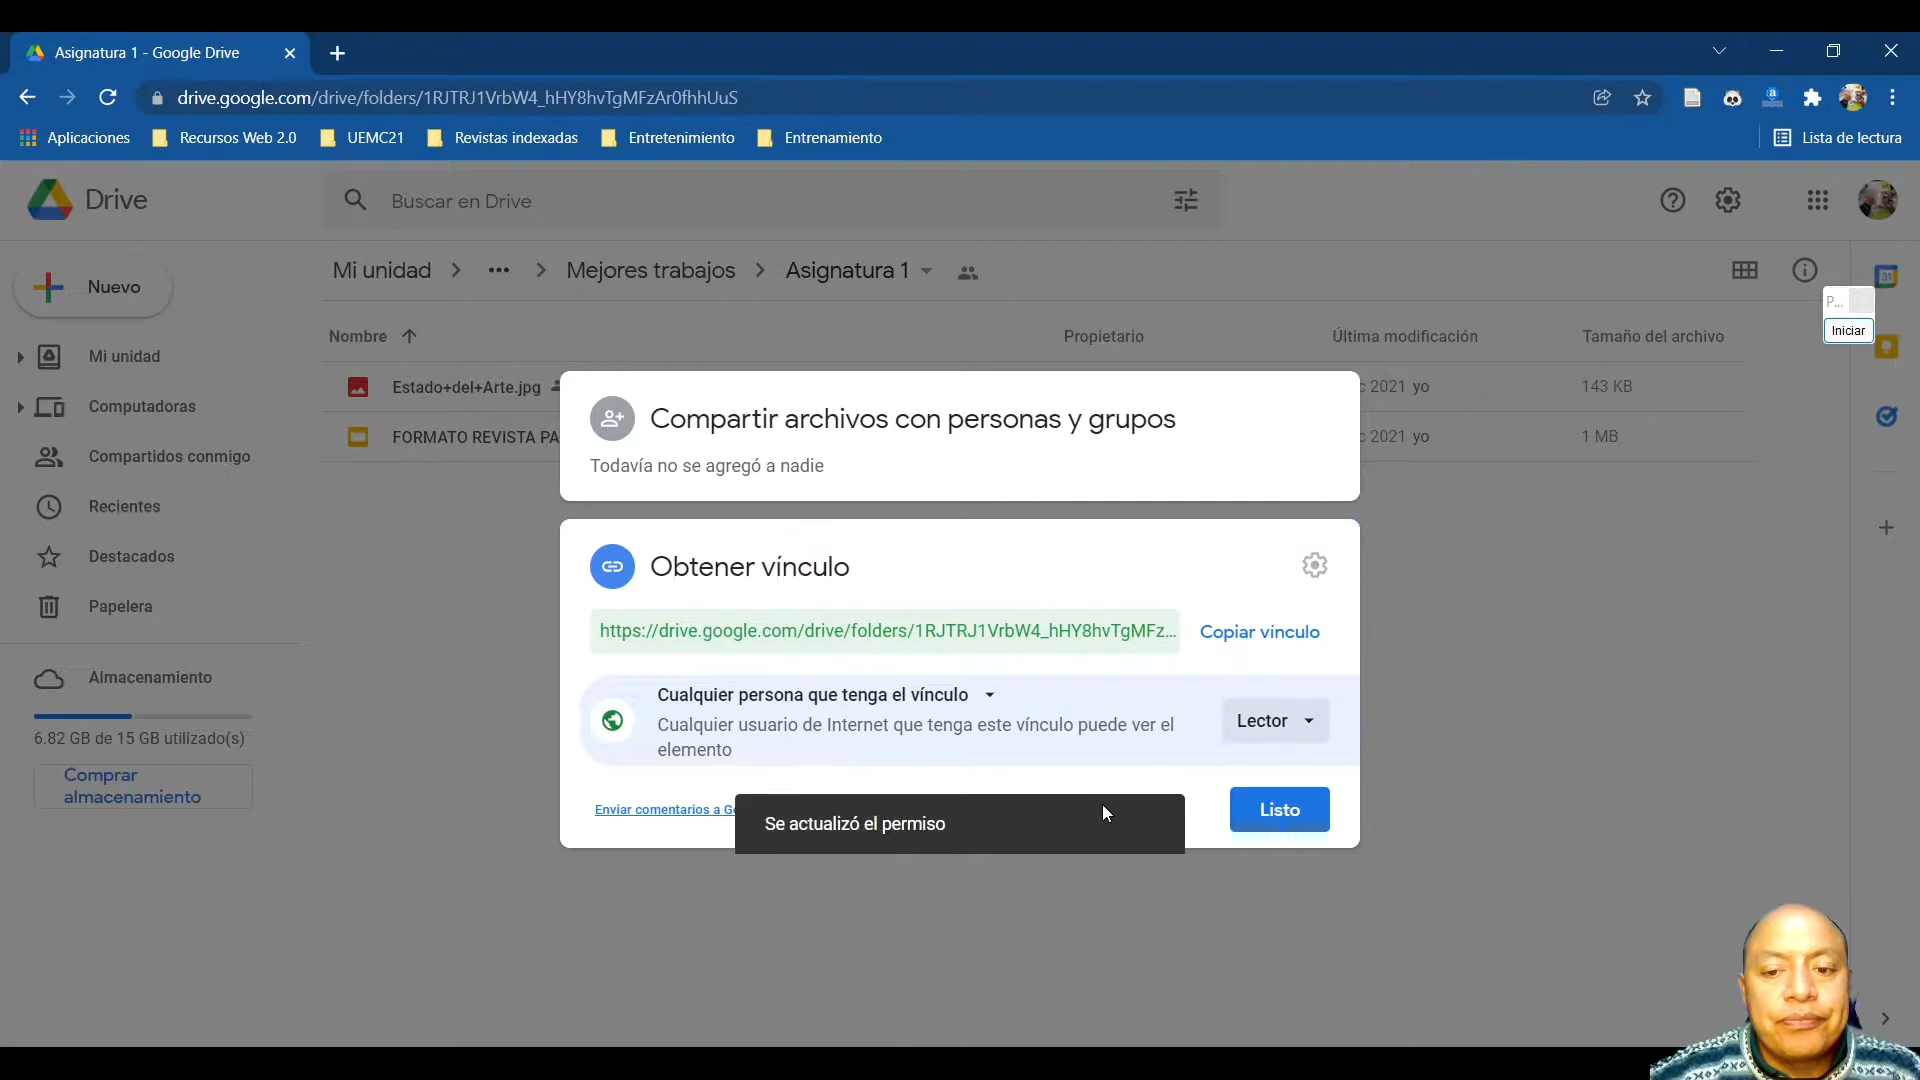 Asignatura 1 - Google Drive
drive.google.com/drive/folders/1RJTRJ1VrbW4_hHY8hvTgMFzAr0fhhUuS
Aplicaciones Recursos Web 2.0 UEMC21 Revistas indexadas Entretenimiento Entrenamiento Lista de lectura
Drive Buscar en Drive
Mi unidad ••• Mejores trabajos Asignatura 1
Nuevo
Nombre Propietario Última modificación Tamaño del archivo
Mi unidad
Computadoras
Compartidos conmigo
Recientes
Destacados
Papelera
Almacenamiento
6.82 GB de 15 GB utilizado(s)
Comprar
almacenamiento
Estado+del+Arte.jpg 2021 yo 143 KB
FORMATO REVISTA PA 2021 yo 1 MB
P...
Iniciar
31
Compartir archivos con personas y grupos
Todavía no se agregó a nadie
Obtener vínculo
https://drive.google.com/drive/folders/1RJTRJ1VrbW4_hHY8hvTgMFz... Copiar vínculo
Cualquier persona que tenga el vínculo
Cualquier usuario de Internet que tenga este vínculo puede ver el
elemento
Lector
Enviar comentarios a Go
Se actualizó el permiso
Listo